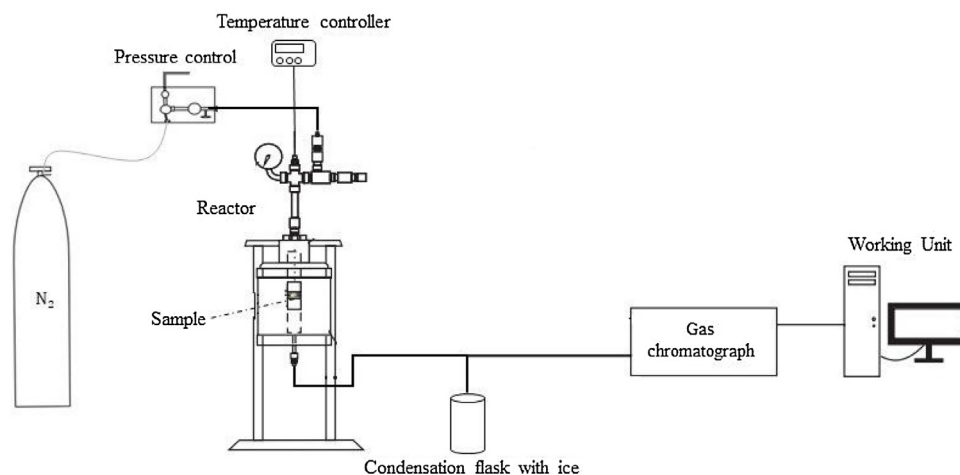 Temperature controller
Pressure control
Reactor
N₂
Sample
Working Unit
Gas
chromatograph
Condensation flask with ice